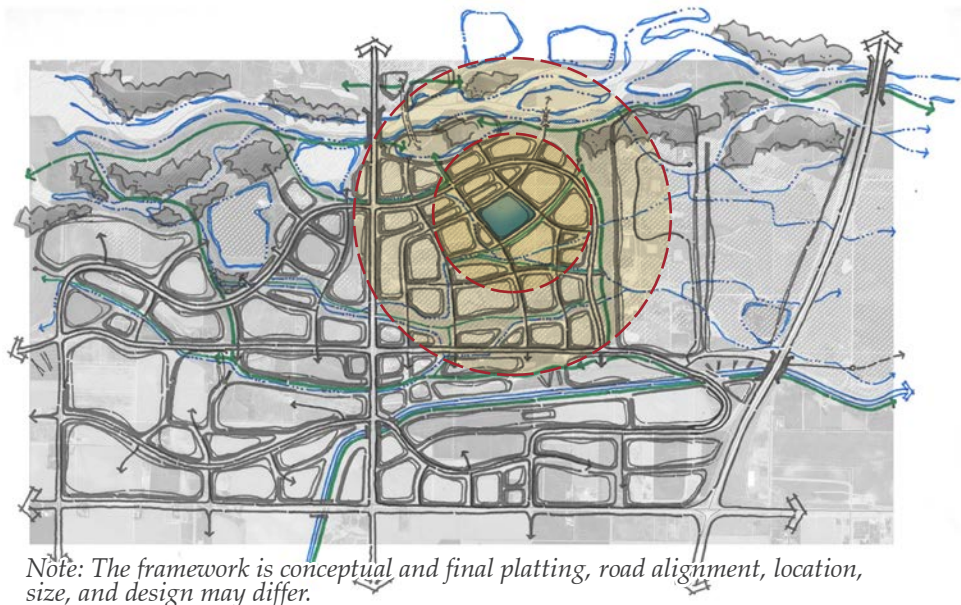 Note: The framework is conceptual and final platting, road alignment, location,
size, and design may differ.